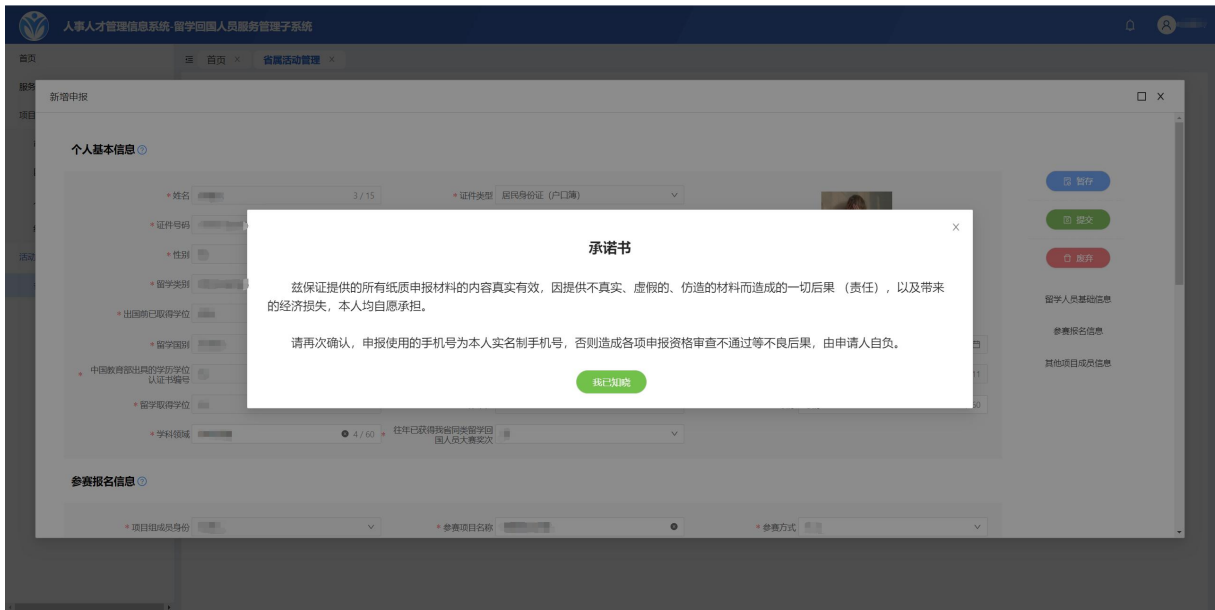 人事人才管理信息系统-留学回国人员服务管理子系统
首页
首页 ×
省属活动管理 ×
服务
项目
活动
新增申报
个人基本信息
* 姓名
3 / 15
* 证件类型 居民身份证（户口簿）
* 证件号码
* 性别
* 留学类别
* 出国前已取得学位
* 留学国别
* 中国教育部出具的学历学位
认证书编号
11
* 留学取得学位
60
* 学科领域
4 / 60
* 往年已获得我省同类留学回
国人员大赛奖次
暂存
提交
废弃
留学人员基础信息
参赛报名信息
其他项目成员信息
承诺书
兹保证提供的所有纸质申报材料的内容真实有效，因提供不真实、虚假的、仿造的材料而造成的一切后果 （责任），以及带来
的经济损失，本人均自愿承担。
请再次确认，申报使用的手机号为本人实名制手机号，否则造成各项申报资格审查不通过等不良后果，由申请人自负。
我已知晓
参赛报名信息
* 项目组成员身份
* 参赛项目名称
* 参赛方式